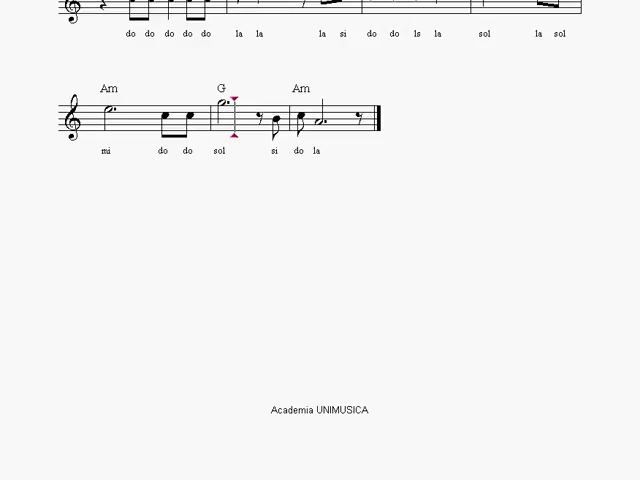 do do do do do la la la si do do ls la sol la sol
Am G Am
mi do do sol si do la
Academia UNIMUSICA